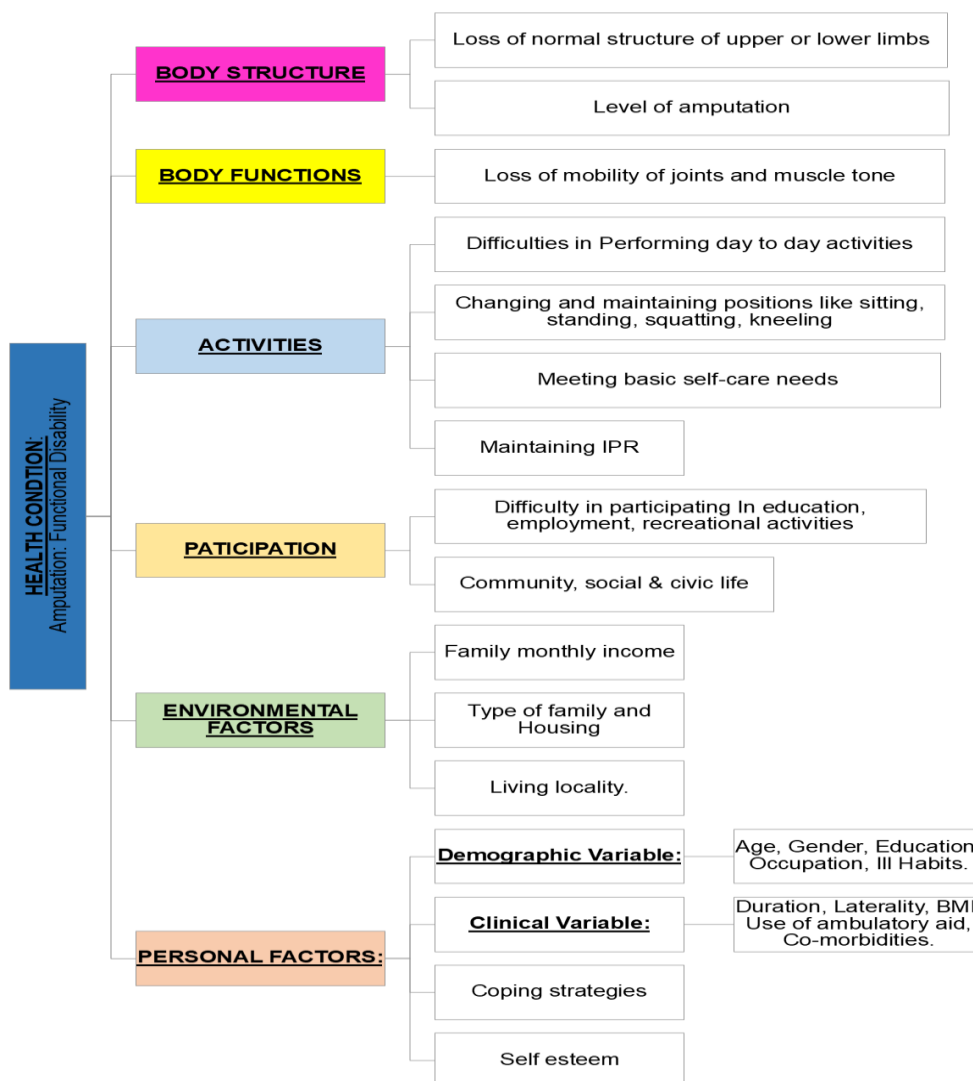 HEALTH CONDTION:
Amputation: Functional Disability
BODY STRUCTURE
Loss of normal structure of upper or lower limbs
Level of amputation
BODY FUNCTIONS
Loss of mobility of joints and muscle tone
ACTIVITIES
Difficulties in Performing day to day activities
Changing and maintaining positions like sitting,
standing, squatting, kneeling
Meeting basic self-care needs
Maintaining IPR
PATICIPATION
Difficulty in participating In education,
employment, recreational activities
Community, social & civic life
ENVIRONMENTAL
FACTORS
Family monthly income
Type of family and
Housing
Living locality.
PERSONAL FACTORS:
Demographic Variable:
Age, Gender, Education
Occupation, Ill Habits.
Clinical Variable:
Duration, Laterality, BMI
Use of ambulatory aid,
Co-morbidities.
Coping strategies
Self esteem